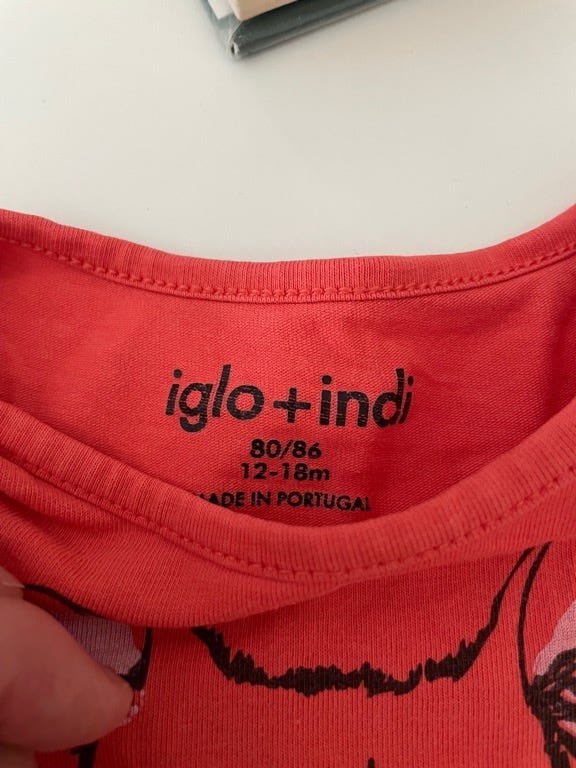 iglo+indi
80/86
12-18m
MADE IN PORTUGAL